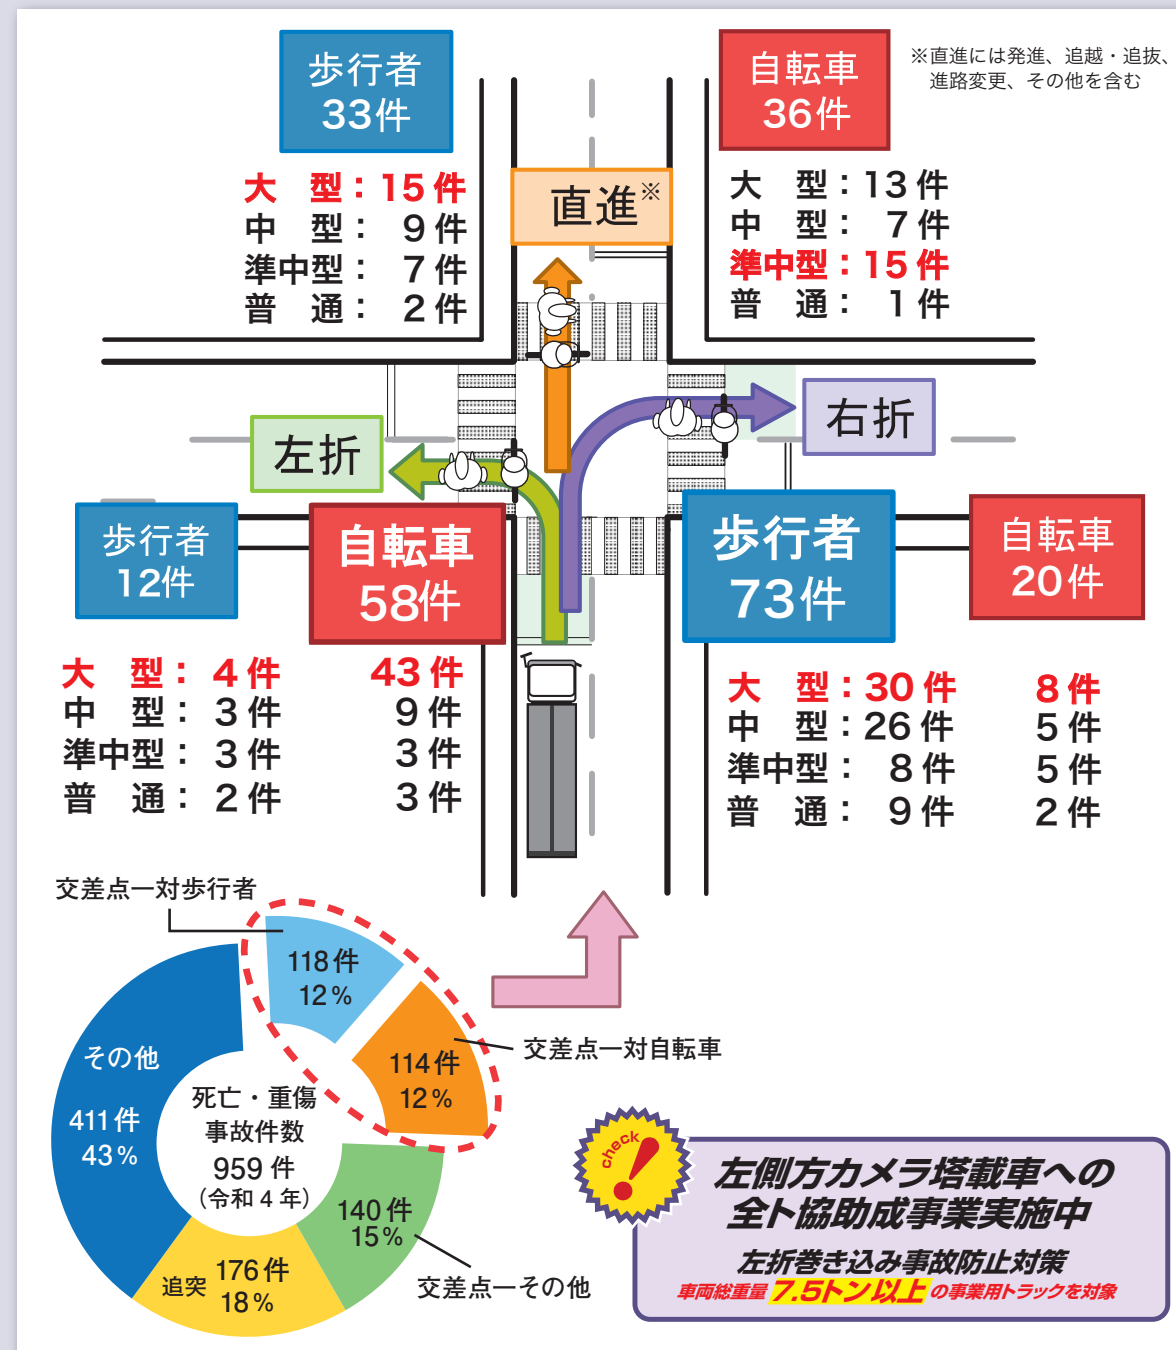 歩行者
33件
自転車
36件
※直進には発進、追越・追抜、
進路変更、その他を含む
大　型：15件
中　型：9件
準中型：7件
普　通：2件
直進※
大　型：13件
中　型：7件
準中型：15件
普　通：1件
左折
右折
歩行者
12件
自転車
58件
歩行者
73件
自転車
20件
大　型：4件　43件
中　型：3件　9件
準中型：3件　3件
普　通：2件　3件
大　型：30件　8件
中　型：26件　5件
準中型：8件　5件
普　通：9件　2件
交差点ー対歩行者
118件
12%
交差点ー対自転車
114件
12%
その他
411件
43%
死亡・重傷
事故件数
959件
（令和4年）
140件
15%
交差点ーその他
追突 176件
18%
check
左側方カメラ搭載車への
全ト協助成事業実施中
左折巻き込み事故防止対策
車両総重量7.5トン以上の事業用トラックを対象